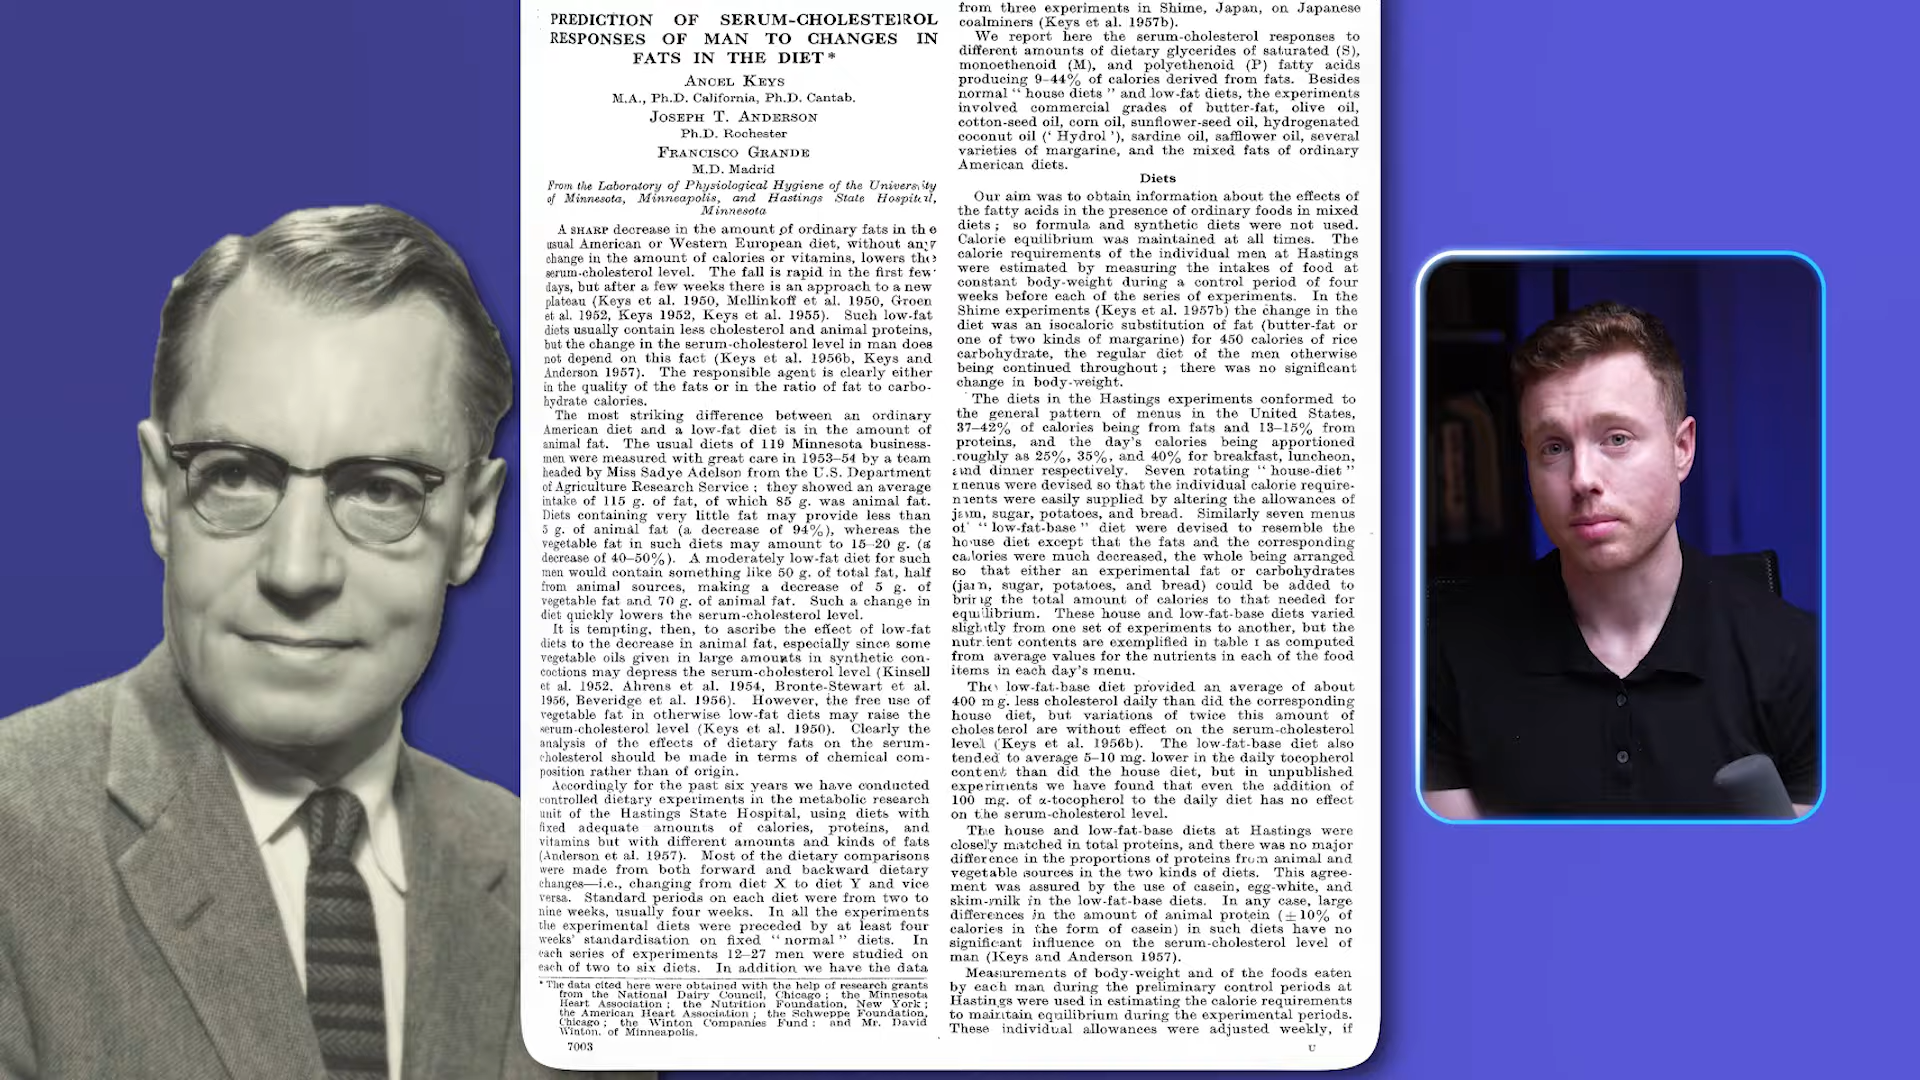 PREDICTION OF SERUM-CHOLESTEROL
RESPONSES OF MAN TO CHANGES IN
FATS IN THE DIET*
ANCEL KEYS
M.A., Ph.D. California, Ph.D. Cantab.
JOSEPH T. ANDERSON
Ph.D. Rochester
FRANCISCO GRANDE
M.D. Madrid
From the Laboratory of Physiological Hygiene of the University
of Minnesota, Minneapolis, and Hastings State Hospital,
Minnesota
A SHARP decrease in the amount of ordinary fats in the
usual American or Western European diet, without any
change in the amount of calories or vitamins, lowers the
serum-cholesterol level. The fall is rapid in the first few
days, but after a few weeks there is an approach to a new
plateau (Keys et al. 1950, Mellinkoff et al. 1950, Groen
et al. 1952, Keys 1952, Keys et al. 1955). Such low-fat
diets usually contain less cholesterol and animal proteins,
but the change in the serum-cholesterol level in man does
not depend on this fact (Keys et al. 1956b, Keys and
Anderson 1957). The responsible agent is clearly either
in the quality of the fats or in the ratio of fat to carbo-
hydrate calories.
The most striking difference between an ordinary
American diet and a low-fat diet is in the amount of
animal fat. The usual diets of 119 Minnesota business-
men were measured with great care in 1953–54 by a team
headed by Miss Sadye Adelson from the U.S. Department
of Agriculture Research Service ; they showed an average
intake of 115 g. of fat, of which 85 g. was animal fat.
Diets containing very little fat may provide less than
5 g. of animal fat (a decrease of 94%), whereas the
vegetable fat in such diets may amount to 15–20 g. (a
decrease of 40–50%). A moderately low-fat diet for such
men would contain something like 50 g. of total fat, half
from animal sources, making a decrease of 5 g. of
vegetable fat and 70 g. of animal fat. Such a change in
diet quickly lowers the serum-cholesterol level.
It is tempting, then, to ascribe the effect of low-fat
diets to the decrease in animal fat, especially since some
vegetable oils given in large amounts in synthetic con-
coctions may depress the serum-cholesterol level (Kinsell
et al. 1952, Ahrens et al. 1954, Bronte-Stewart et al.
1956, Beveridge et al. 1956). However, the free use of
vegetable fat in otherwise low-fat diets may raise the
serum-cholesterol level (Keys et al. 1950). Clearly the
analysis of the effects of dietary fats on the serum-
cholesterol should be made in terms of chemical com-
position rather than of origin.
Accordingly for the past six years we have conducted
controlled dietary experiments in the metabolic research
unit of the Hastings State Hospital, using diets with
fixed adequate amounts of calories, proteins, and
vitamins but with different amounts and kinds of fats
(Anderson et al. 1957). Most of the dietary comparisons
were made from both forward and backward dietary
changes—i.e., changing from diet X to diet Y and vice
versa. Standard periods on each diet were from two to
nine weeks, usually four weeks. In all the experiments
the experimental diets were preceded by at least four
weeks' standardisation on fixed " normal " diets. In
each series of experiments 12–27 men were studied on
each of two to six diets. In addition we have the data
* The data cited here were obtained with the help of research grants
from the National Dairy Council, Chicago ; the Minnesota
Heart Association ; the Nutrition Foundation, New York ;
the American Heart Association ; the Schweppe Foundation,
Chicago ; the Winton Companies Fund ; and Mr. David
Winton, of Minneapolis.
7003
from three experiments in Shime, Japan, on Japanese
coalminers (Keys et al. 1957b).
We report here the serum-cholesterol responses to
different amounts of dietary glycerides of saturated (S),
monoethenoid (M), and polyethenoid (P) fatty acids
producing 9–44% of calories derived from fats. Besides
normal " house diets " and low-fat diets, the experiments
involved commercial grades of butter-fat, olive oil,
cotton-seed oil, corn oil, sunflower-seed oil, hydrogenated
coconut oil (' Hydrol '), sardine oil, safflower oil, several
varieties of margarine, and the mixed fats of ordinary
American diets.
Diets
Our aim was to obtain information about the effects of
the fatty acids in the presence of ordinary foods in mixed
diets ; so formula and synthetic diets were not used.
Calorie equilibrium was maintained at all times. The
calorie requirements of the individual men at Hastings
were estimated by measuring the intakes of food at
constant body-weight during a control period of four
weeks before each of the series of experiments. In the
Shime experiments (Keys et al. 1957b) the change in the
diet was an isocaloric substitution of fat (butter-fat or
one of two kinds of margarine) for 450 calories of rice
carbohydrate, the regular diet of the men otherwise
being continued throughout ; there was no significant
change in body-weight.
The diets in the Hastings experiments conformed to
the general pattern of menus in the United States,
37–42% of calories being from fats and 13–15% from
proteins, and the day's calories being apportioned
roughly as 25%, 35%, and 40% for breakfast, luncheon,
and dinner respectively. Seven rotating " house-diet "
menus were devised so that the individual calorie require-
ments were easily supplied by altering the allowances of
jam, sugar, potatoes, and bread. Similarly seven menus
of " low-fat-base " diet were devised to resemble the
house diet except that the fats and the corresponding
calories were much decreased, the whole being arranged
so that either an experimental fat or carbohydrates
(jam, sugar, potatoes, and bread) could be added to
bring the total amount of calories to that needed for
equilibrium. These house and low-fat-base diets varied
slightly from one set of experiments to another, but the
nutrient contents are exemplified in table I as computed
from average values for the nutrients in each of the food
items in each day's menu.
The low-fat-base diet provided an average of about
400 mg. less cholesterol daily than did the corresponding
house diet, but variations of twice this amount of
cholesterol are without effect on the serum-cholesterol
level (Keys et al. 1956b). The low-fat-base diet also
tended to average 5–10 mg. lower in the daily tocopherol
content than did the house diet, but in unpublished
experiments we have found that even the addition of
100 mg. of α-tocopherol to the daily diet has no effect
on the serum-cholesterol level.
The house and low-fat-base diets at Hastings were
closely matched in total proteins, and there was no major
difference in the proportions of proteins from animal and
vegetable sources in the two kinds of diets. This agree-
ment was assured by the use of casein, egg-white, and
skim-milk in the low-fat-base diets. In any case, large
differences in the amount of animal protein (±10% of
calories in the form of casein) in such diets have no
significant influence on the serum-cholesterol level of
man (Keys and Anderson 1957).
Measurements of body-weight and of the foods eaten
by each man during the preliminary control periods at
Hastings were used in estimating the calorie requirements
to maintain equilibrium during the experimental periods.
These individual allowances were adjusted weekly, if
U